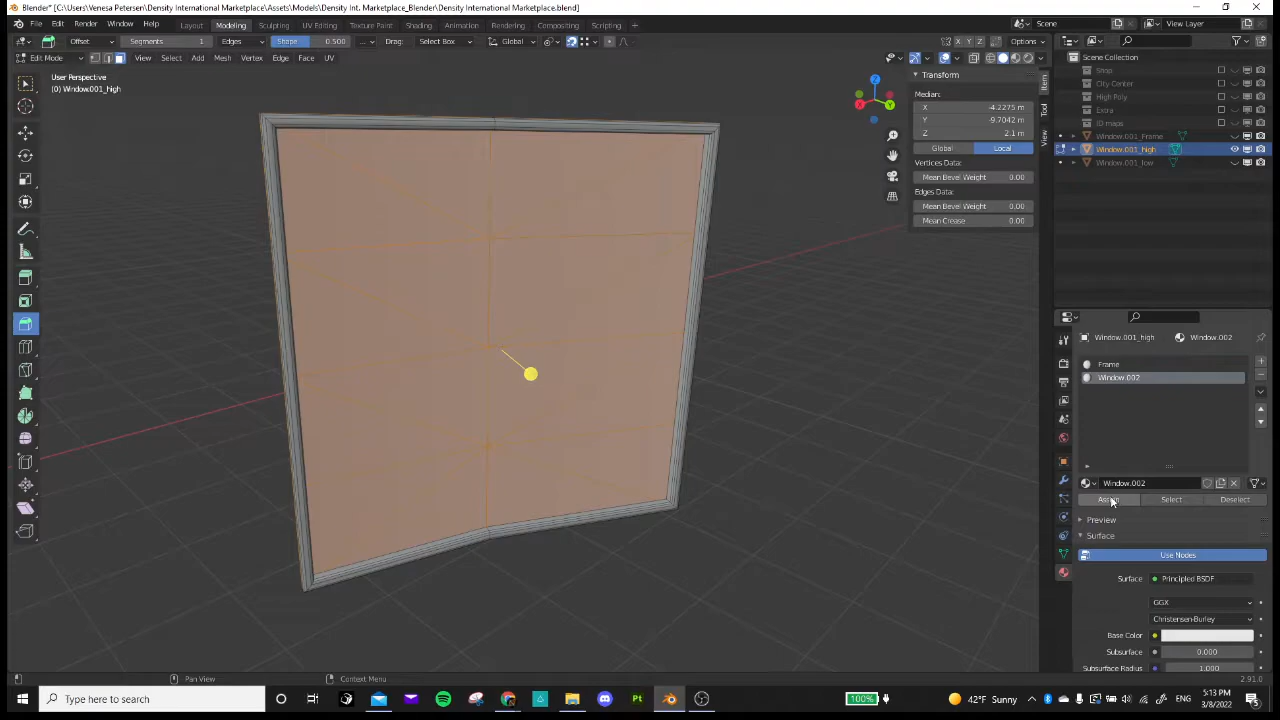 Blender* [C:\Users\Venesa Petersen\Density International Marketplace\Assets\Models\Density Int. Marketplace_Blender\Density International Marketplace.blend]
File Edit Render Window Help Layout Modeling Sculpting UV Editing Texture Paint Shading Animation Rendering Compositing Scripting + Scene View Layer
Offset Segments 1 Edges Shape 0.500 ... Drag: Select Box Global X Y Z Options
Edit Mode View Select Add Mesh Vertex Edge Face UV
User Perspective
(0) Window.001_high
Z
Y
X
Transform
Median:
X -4.2275 m
Y -9.7042 m
Z 2.1 m
Global Local
Vertices Data:
Mean Bevel Weight 0.00
Edges Data:
Mean Bevel Weight 0.00
Mean Crease 0.00
Item
Tool
View
Scene Collection
Shop
City Center
High Poly
Extra
ID maps
Window.001_Frame
Window.001_high
Window.001_low
Window.001_high Window.002
Frame
Window.002
Window.002
Assign Select Deselect
Preview
Surface
Use Nodes
Surface Principled BSDF
GGX
Christensen-Burley
Base Color
Subsurface 0.000
Subsurface Radius 1.000
Pan View Context Menu 2.91.0
Type here to search Pt 100% 42°F Sunny ENG 5:13 PM
3/8/2022